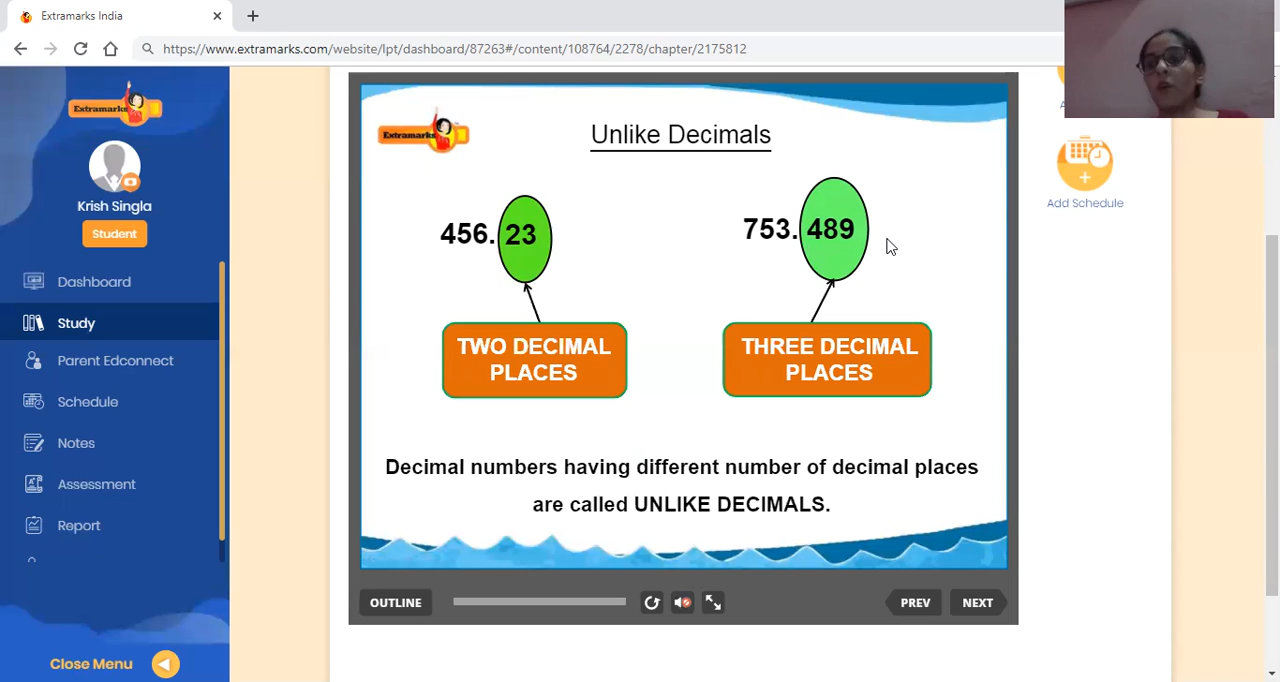 Extramarks India
https://www.extramarks.com/website/lpt/dashboard/87263#/content/108764/2278/chapter/2175812
Extramarks
Krish Singla
Student
Dashboard
Study
Parent Edconnect
Schedule
Notes
Assessment
Report
Close Menu
Extramarks
Unlike Decimals
456.23
753.489
TWO DECIMAL
PLACES
THREE DECIMAL
PLACES
Decimal numbers having different number of decimal places
are called UNLIKE DECIMALS.
OUTLINE
PREV
NEXT
Add Schedule